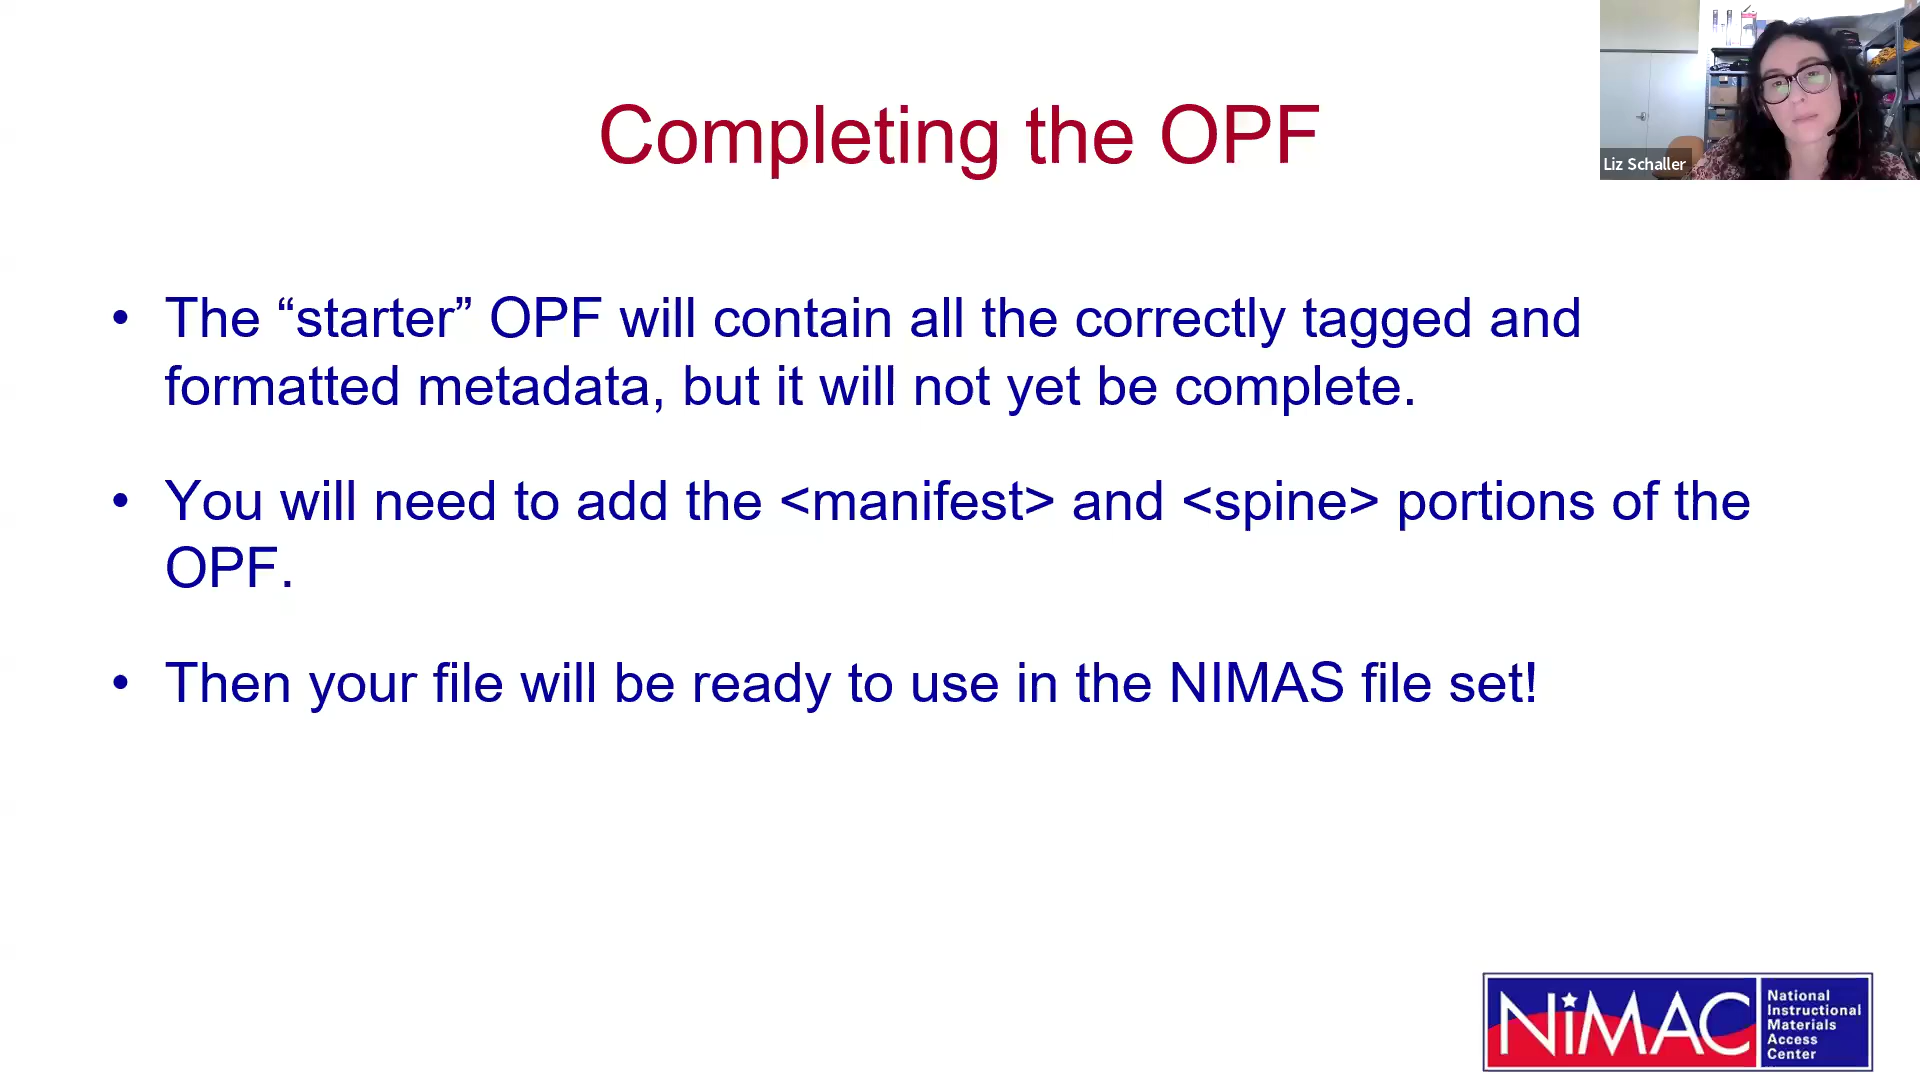 Completing the OPF
Liz Schaller
• The “starter” OPF will contain all the correctly tagged and
formatted metadata, but it will not yet be complete.
• You will need to add the <manifest> and <spine> portions of the
OPF.
• Then your file will be ready to use in the NIMAS file set!
NiMAC
National
Instructional
Materials
Access
Center